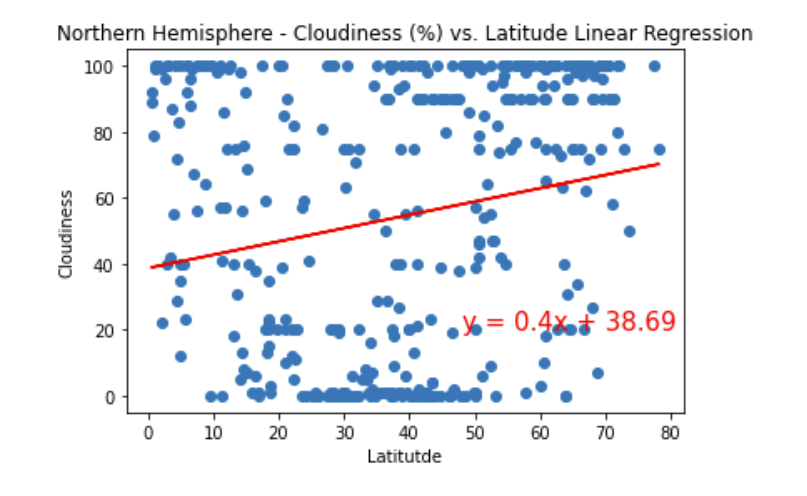 Northern Hemisphere - Cloudiness (%) vs. Latitude Linear Regression
100
80
60
40
20
0
Cloudiness
y = 0.4x + 38.69
0 10 20 30 40 50 60 70 80
Latitutde